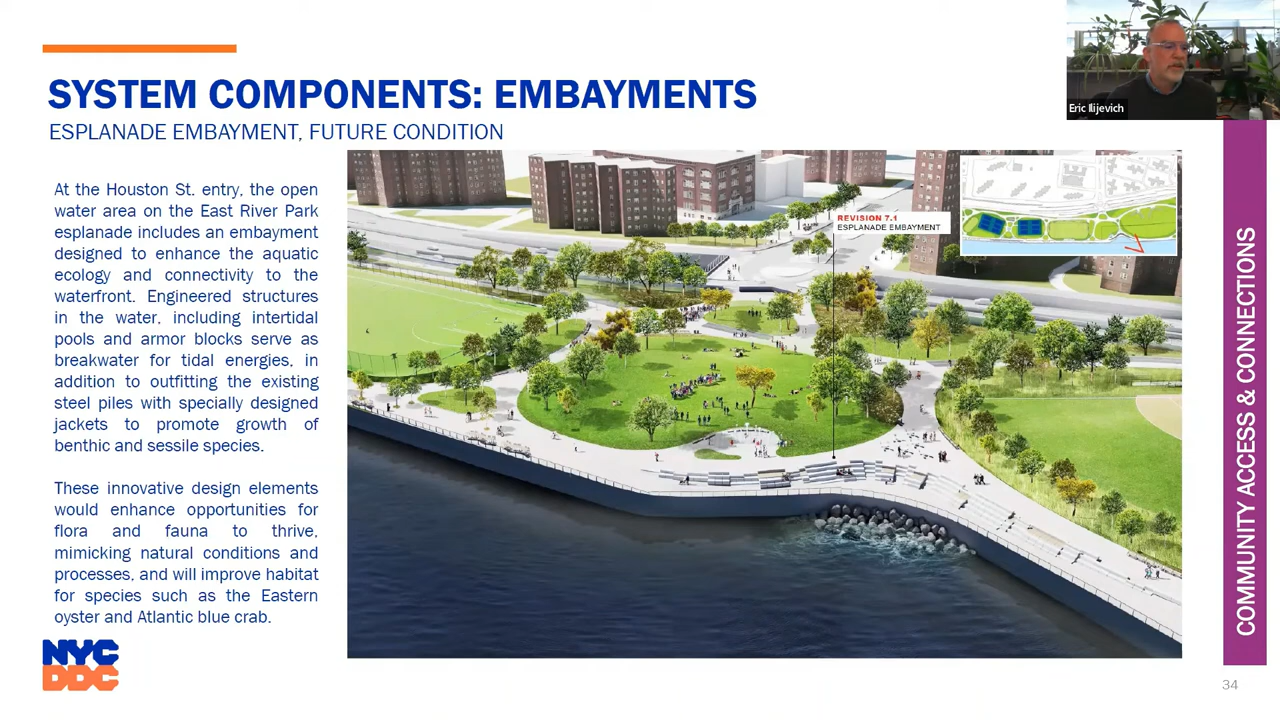 Eric Ilijevich
SYSTEM COMPONENTS: EMBAYMENTS
ESPLANADE EMBAYMENT, FUTURE CONDITION
At the Houston St. entry, the open
water area on the East River Park
esplanade includes an embayment
designed to enhance the aquatic
ecology and connectivity to the
waterfront. Engineered structures
in the water, including intertidal
pools and armor blocks serve as
breakwater for tidal energies, in
addition to outfitting the existing
steel piles with specially designed
jackets to promote growth of
benthic and sessile species.
These innovative design elements
would enhance opportunities for
flora and fauna to thrive,
mimicking natural conditions and
processes, and will improve habitat
for species such as the Eastern
oyster and Atlantic blue crab.
REVISION 7.1
ESPLANADE EMBAYMENT
COMMUNITY ACCESS & CONNECTIONS
NYC
DDC
34